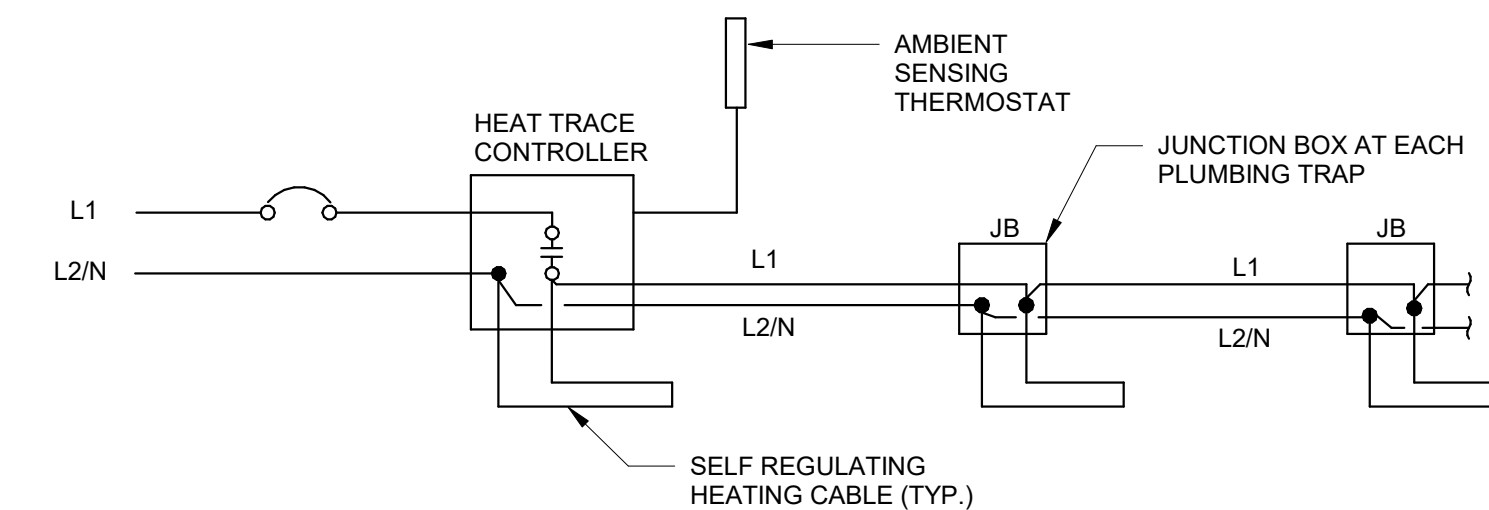 AMBIENT
SENSING
THERMOSTAT
HEAT TRACE
CONTROLLER
JUNCTION BOX AT EACH
PLUMBING TRAP
L1
L2/N
L1
L2/N
JB
L1
L2/N
JB
SELF REGULATING
HEATING CABLE (TYP.)